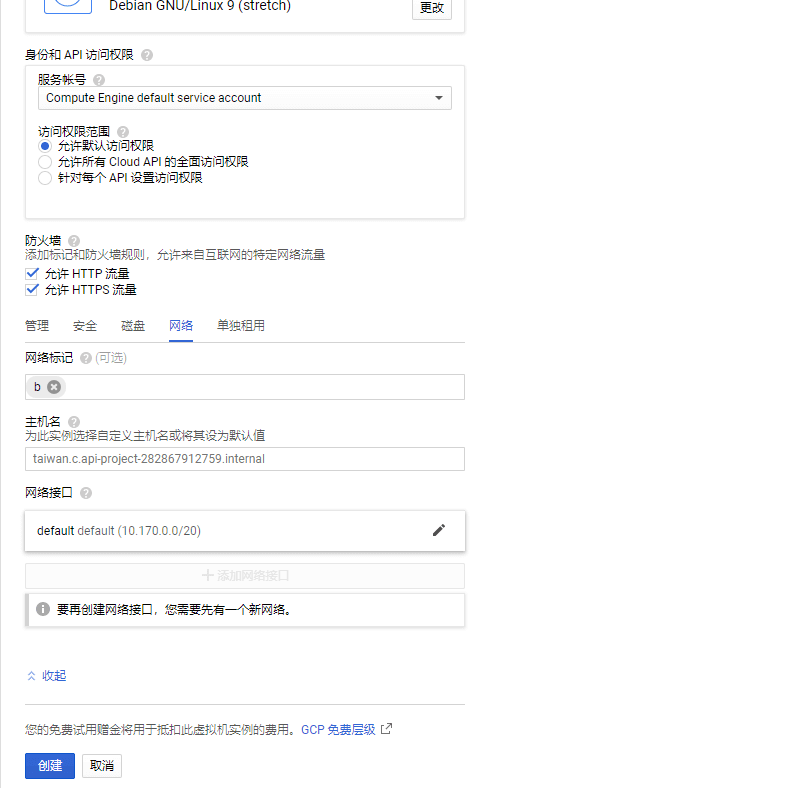 Debian GNU/Linux 9 (stretch)
更改
身份和 API 访问权限 ?
服务帐号 ?
Compute Engine default service account
访问权限范围 ?
允许默认访问权限
允许所有 Cloud API 的全面访问权限
针对每个 API 设置访问权限
防火墙 ?
添加标记和防火墙规则，允许来自互联网的特定网络流量
允许 HTTP 流量
允许 HTTPS 流量
管理 安全 磁盘 网络 单独租用
网络标记 ? (可选)
b
主机名 ?
为此实例选择自定义主机名或将其设为默认值
taiwan.c.api-project-282867912759.internal
网络接口 ?
default default (10.170.0.0/20)
添加网络接口
要再创建网络接口，您需要先有一个新网络。
收起
您的免费试用赠金将用于抵扣此虚拟机实例的费用。GCP 免费层级
创建 取消